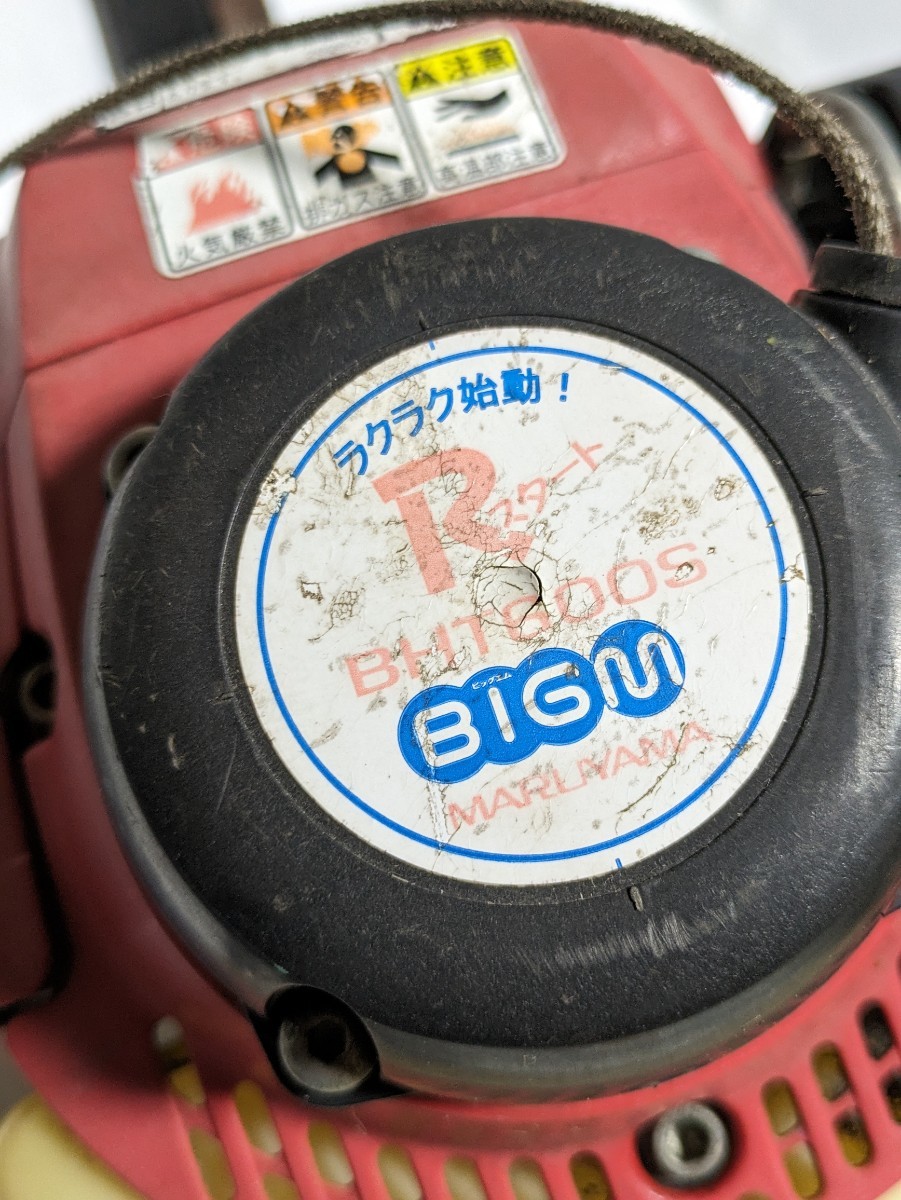 危険
警告
注意
火気厳禁
排ガス注意
高温部注意
ラクラク始動！
Rスタート
ビッグエム
BIGM
MARUYAMA